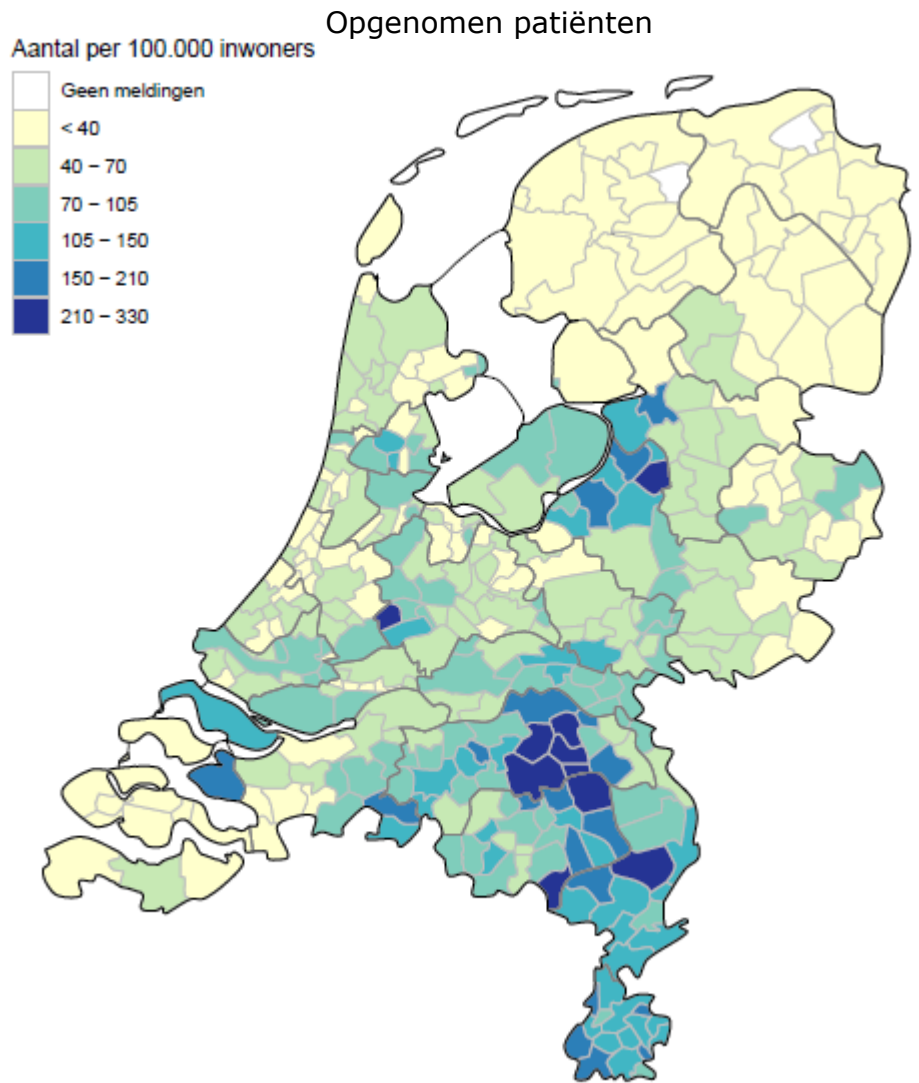 Opgenomen patiënten
Aantal per 100.000 inwoners
Geen meldingen
< 40
40 – 70
70 – 105
105 – 150
150 – 210
210 – 330